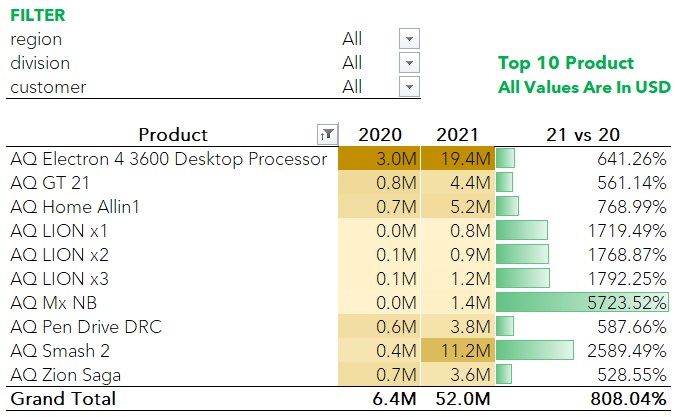 FILTER
region All
division All
customer All
Top 10 Product
All Values Are In USD
Product 2020 2021 21 vs 20
AQ Electron 4 3600 Desktop Processor 3.0M 19.4M 641.26%
AQ GT 21 0.8M 4.4M 561.14%
AQ Home Allin1 0.7M 5.2M 768.99%
AQ LION x1 0.0M 0.8M 1719.49%
AQ LION x2 0.1M 0.9M 1768.87%
AQ LION x3 0.1M 1.2M 1792.25%
AQ Mx NB 0.0M 1.4M 5723.52%
AQ Pen Drive DRC 0.6M 3.8M 587.66%
AQ Smash 2 0.4M 11.2M 2589.49%
AQ Zion Saga 0.7M 3.6M 528.55%
Grand Total 6.4M 52.0M 808.04%